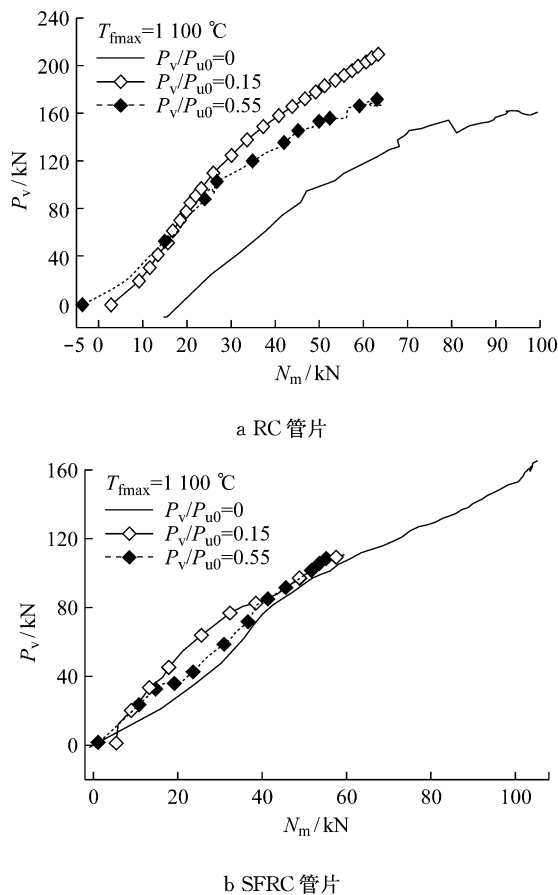 240
200
160
120
80
40
0
P_v/kN
T_fmax=1 100 ℃
P_v/P_u0=0
P_v/P_u0=0.15
P_v/P_u0=0.55
-5 0 10 20 30 40 50 60 70 80 90 100
N_m/kN
a RC 管片
160
120
80
40
0
P_v/kN
T_fmax=1 100 ℃
P_v/P_u0=0
P_v/P_u0=0.15
P_v/P_u0=0.55
0 20 40 60 80 100
N_m/kN
b SFRC 管片